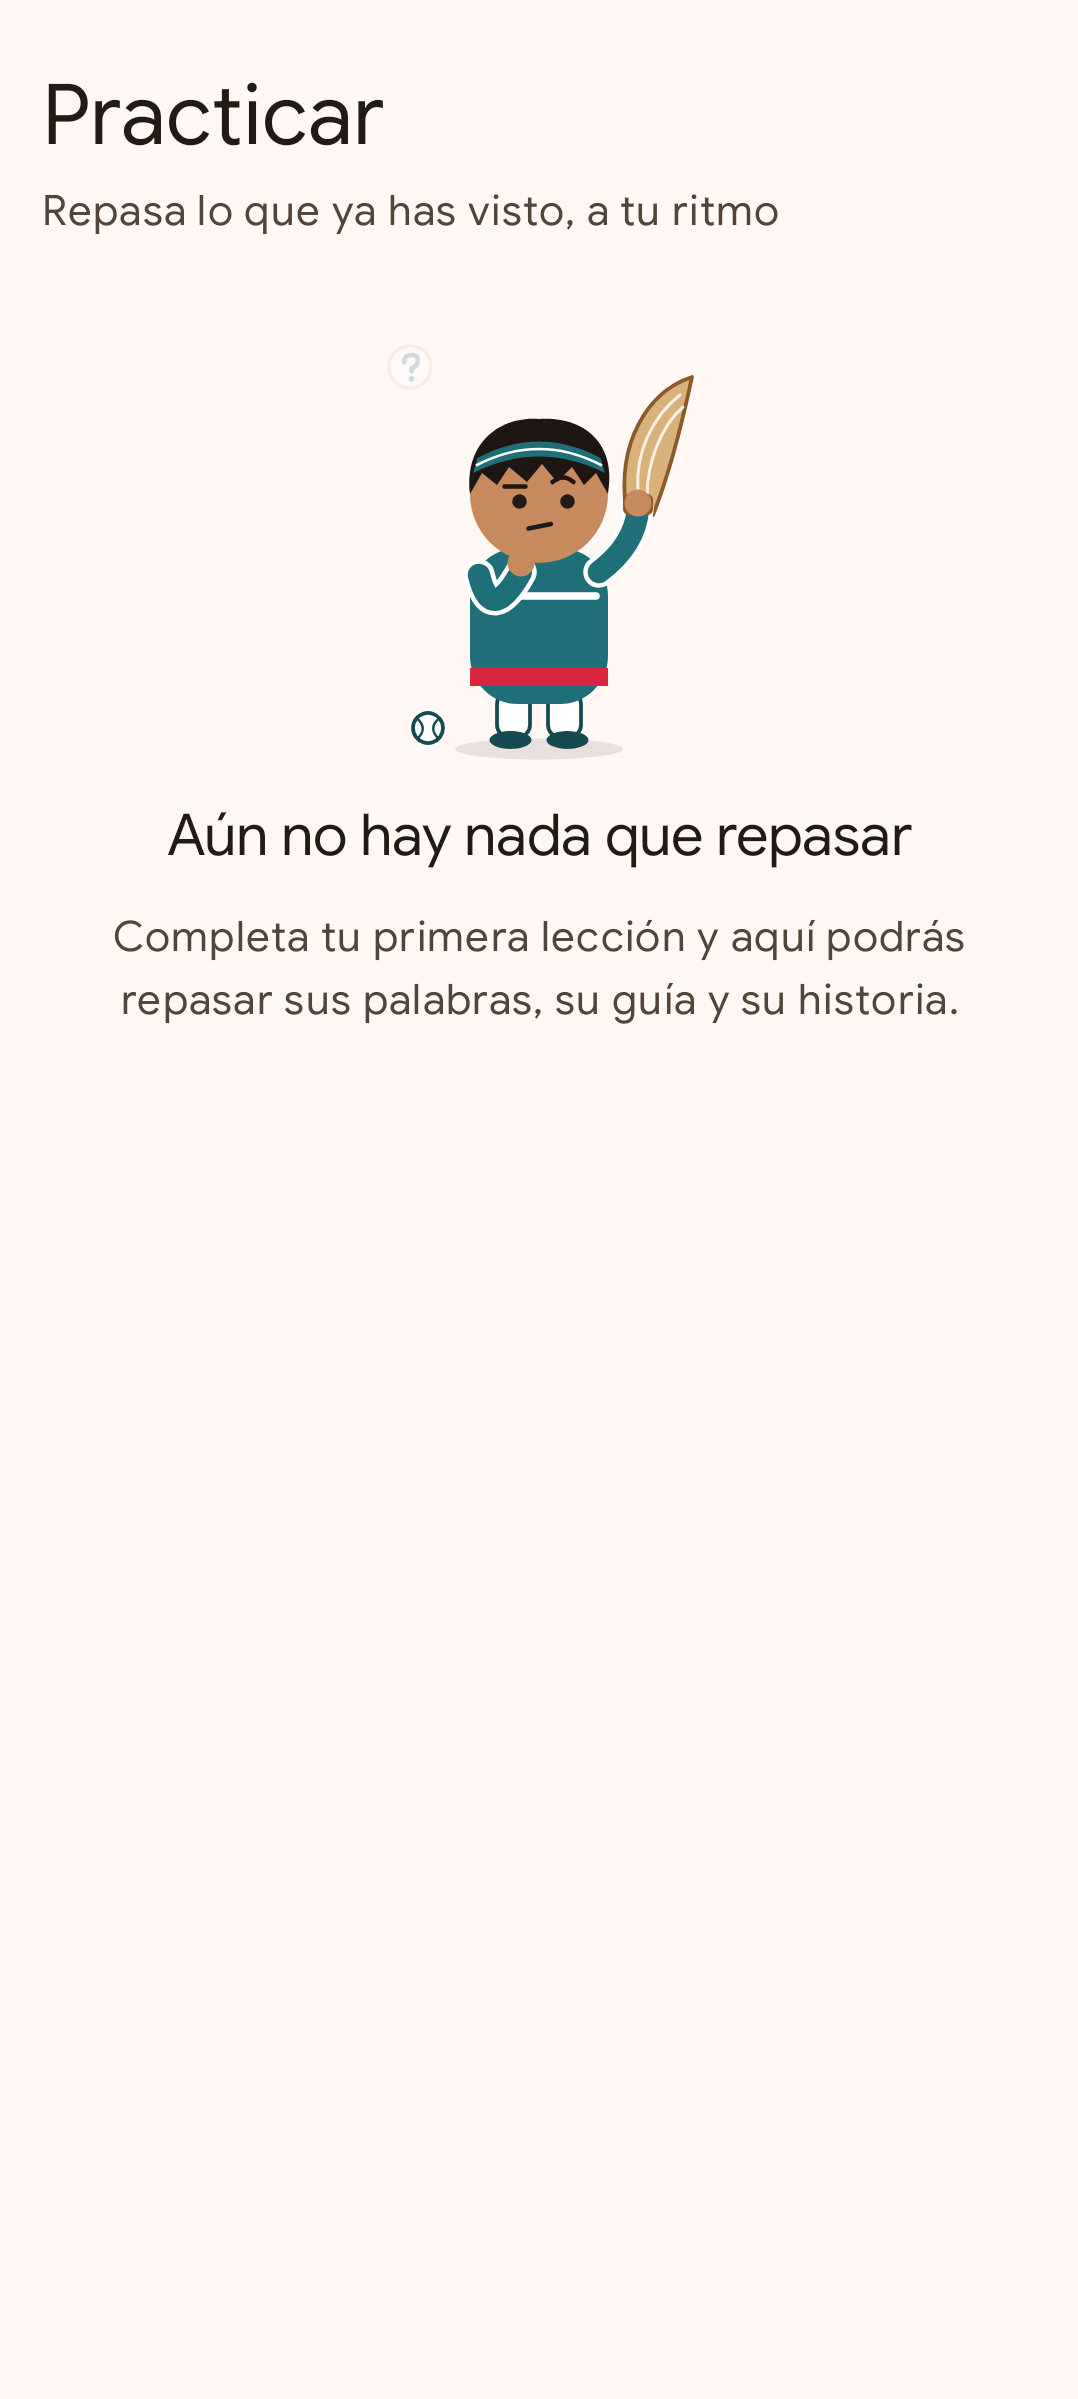 Practicar
Repasa lo que ya has visto, a tu ritmo
?
Aún no hay nada que repasar
Completa tu primera lección y aquí podrás
repasar sus palabras, su guía y su historia.